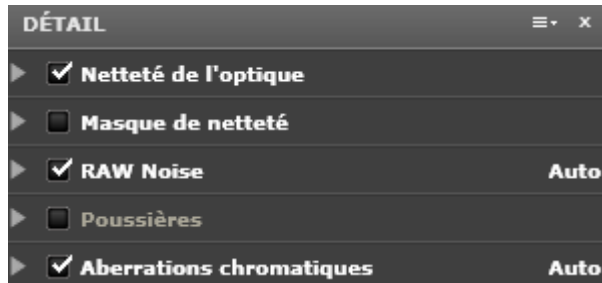 DÉTAIL
Netteté de l'optique
Masque de netteté
RAW Noise Auto
Poussières
Aberrations chromatiques Auto